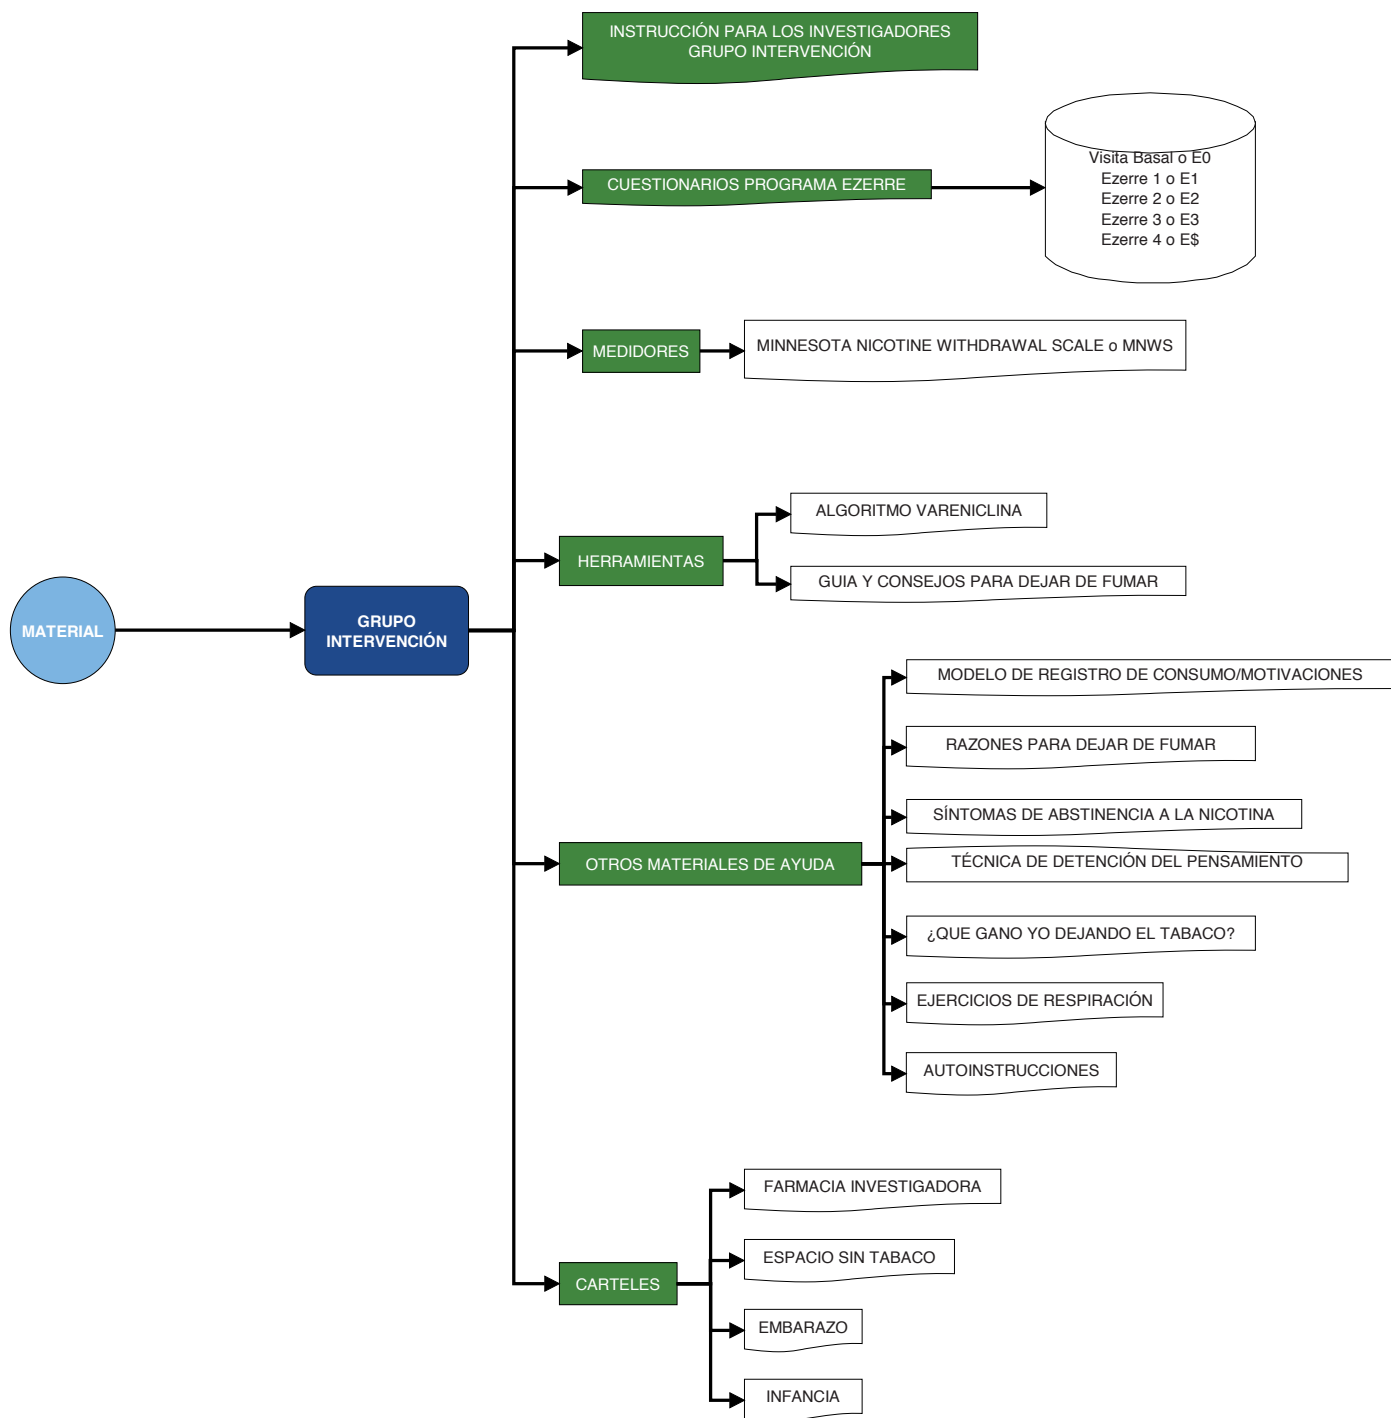 MATERIAL
GRUPO
INTERVENCIÓN
INSTRUCCIÓN PARA LOS INVESTIGADORES
GRUPO INTERVENCIÓN
CUESTIONARIOS PROGRAMA EZERRE
Visita Basal o E0
Ezerre 1 o E1
Ezerre 2 o E2
Ezerre 3 o E3
Ezerre 4 o E$
MEDIDORES
MINNESOTA NICOTINE WITHDRAWAL SCALE o MNWS
HERRAMIENTAS
ALGORITMO VARENICLINA
GUIA Y CONSEJOS PARA DEJAR DE FUMAR
OTROS MATERIALES DE AYUDA
MODELO DE REGISTRO DE CONSUMO/MOTIVACIONES
RAZONES PARA DEJAR DE FUMAR
SÍNTOMAS DE ABSTINENCIA A LA NICOTINA
TÉCNICA DE DETENCIÓN DEL PENSAMIENTO
¿QUE GANO YO DEJANDO EL TABACO?
EJERCICIOS DE RESPIRACIÓN
AUTOINSTRUCCIONES
CARTELES
FARMACIA INVESTIGADORA
ESPACIO SIN TABACO
EMBARAZO
INFANCIA